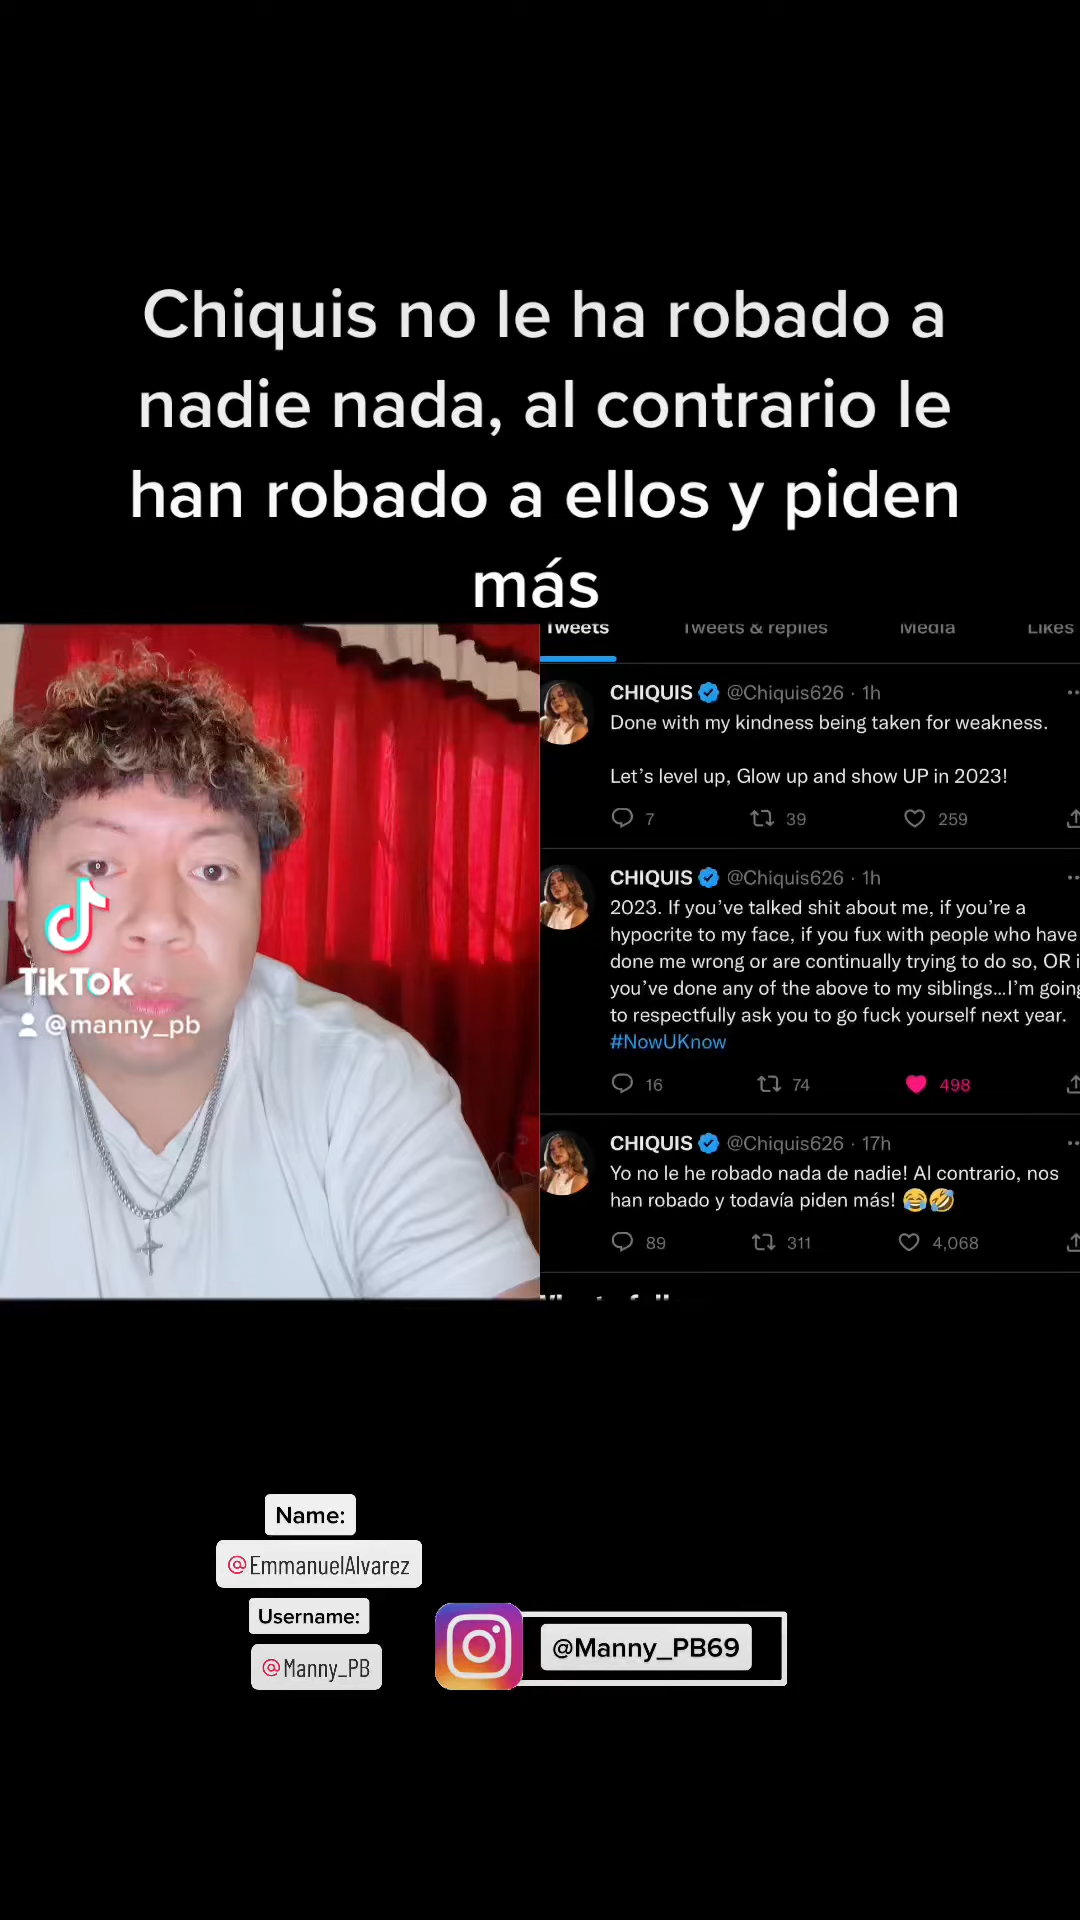 Chiquis no le ha robado a
nadie nada, al contrario le
han robado a ellos y piden
más
Tweets Tweets & replies Media Likes
CHIQUIS @Chiquis626 · 1h
Done with my kindness being taken for weakness.
Let's level up, Glow up and show UP in 2023!
7 39 259
CHIQUIS @Chiquis626 · 1h
2023. If you've talked shit about me, if you're a
hypocrite to my face, if you fux with people who have
done me wrong or are continually trying to do so, OR i
you've done any of the above to my siblings...I'm going
to respectfully ask you to go fuck yourself next year.
#NowUKnow
16 74 498
CHIQUIS @Chiquis626 · 17h
Yo no le he robado nada de nadie! Al contrario, nos
han robado y todavía piden más! 😂🤣
89 311 4,068
TikTok
@manny_pb
Name:
@EmmanuelAlvarez
Username:
@Manny_PB
@Manny_PB69